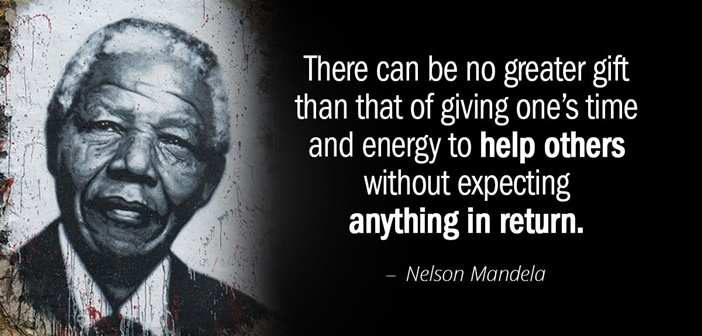 There can be no greater gift
than that of giving one’s time
and energy to help others
without expecting
anything in return.
– Nelson Mandela